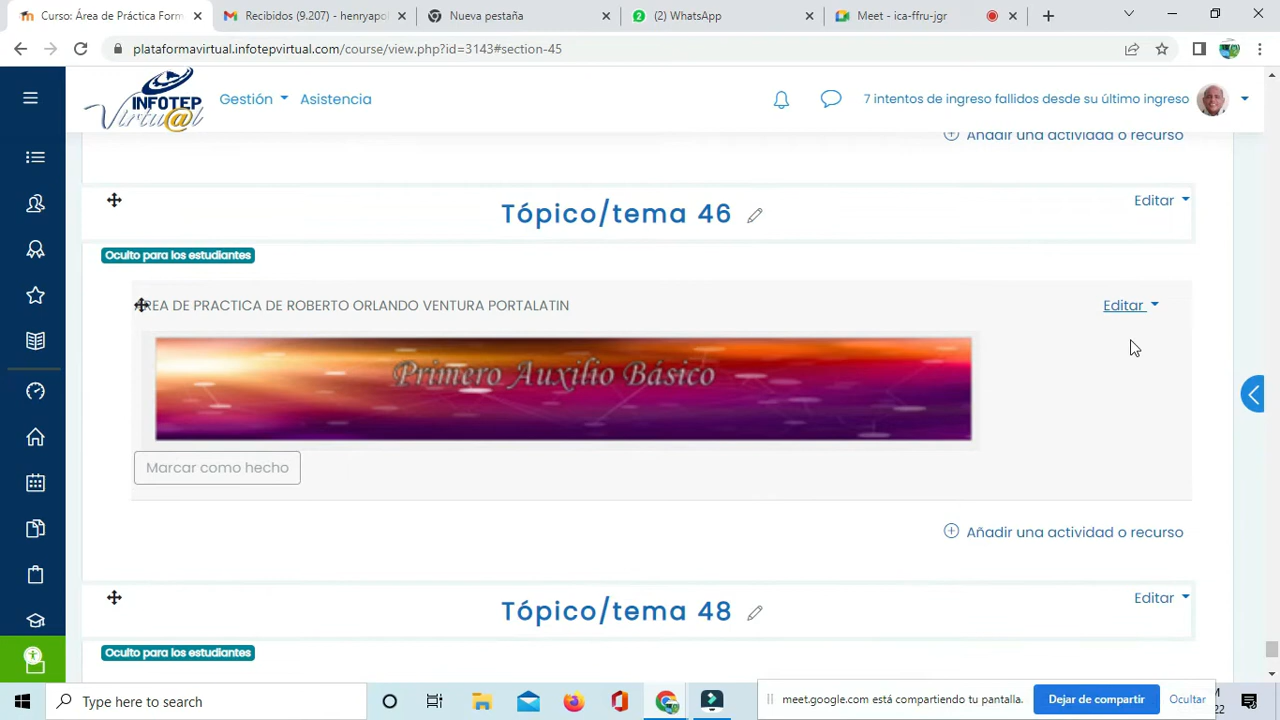 Curso: Área de Práctica Form
Recibidos (9.207) - henryapol
Nueva pestaña
(2) WhatsApp
Meet - ica-ffru-jgr
plataformavirtual.infotepvirtual.com/course/view.php?id=3143#section-45
INFOTEP
Virtu@l
Gestión
Asistencia
7 intentos de ingreso fallidos desde su último ingreso
Añadir una actividad o recurso
Tópico/tema 46
Editar
Oculto para los estudiantes
AREA DE PRACTICA DE ROBERTO ORLANDO VENTURA PORTALATIN
Editar
Primero Auxilio Básico
Marcar como hecho
Añadir una actividad o recurso
Tópico/tema 48
Editar
Oculto para los estudiantes
Type here to search
meet.google.com está compartiendo tu pantalla.
Dejar de compartir
Ocultar